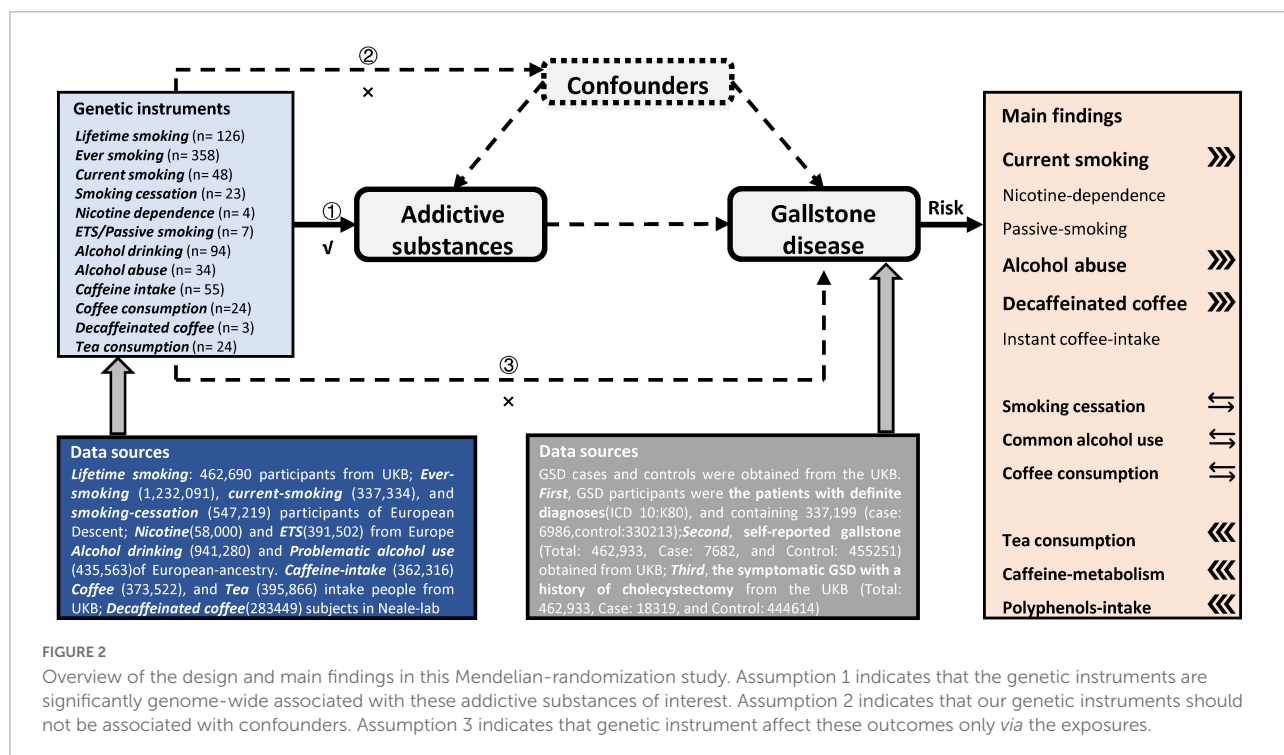 ②
×
Confounders
Genetic instruments
Lifetime smoking (n= 126)
Ever smoking (n= 358)
Current smoking (n= 48)
Smoking cessation (n= 23)
Nicotine dependence (n= 4)
ETS/Passive smoking (n= 7)
Alcohol drinking (n= 94)
Alcohol abuse (n= 34)
Caffeine intake (n= 55)
Coffee consumption (n=24)
Decaffeinated coffee (n= 3)
Tea consumption (n= 24)
①
√
Addictive
substances
Gallstone
disease
Risk
③
×
Main findings
Current smoking
Nicotine-dependence
Passive-smoking
Alcohol abuse
Decaffeinated coffee
Instant coffee-intake
Smoking cessation
Common alcohol use
Coffee consumption
Tea consumption
Caffeine-metabolism
Polyphenols-intake
Data sources
Lifetime smoking: 462,690 participants from UKB; Ever-
smoking (1,232,091), current-smoking (337,334), and
smoking-cessation (547,219) participants of European
Descent; Nicotine(58,000) and ETS(391,502) from Europe
Alcohol drinking (941,280) and Problematic alcohol use
(435,563)of European-ancestry. Caffeine-intake (362,316)
Coffee (373,522), and Tea (395,866) intake people from
UKB; Decaffeinated coffee(283449) subjects in Neale-lab
Data sources
GSD cases and controls were obtained from the UKB.
First, GSD participants were the patients with definite
diagnoses(ICD 10:K80), and containing 337,199 (case:
6986,control:330213);Second, self-reported gallstone
(Total: 462,933, Case: 7682, and Control: 455251)
obtained from UKB; Third, the symptomatic GSD with a
history of cholecystectomy from the UKB (Total:
462,933, Case: 18319, and Control: 444614)
FIGURE 2
Overview of the design and main findings in this Mendelian-randomization study. Assumption 1 indicates that the genetic instruments are
significantly genome-wide associated with these addictive substances of interest. Assumption 2 indicates that our genetic instruments should
not be associated with confounders. Assumption 3 indicates that genetic instrument affect these outcomes only via the exposures.